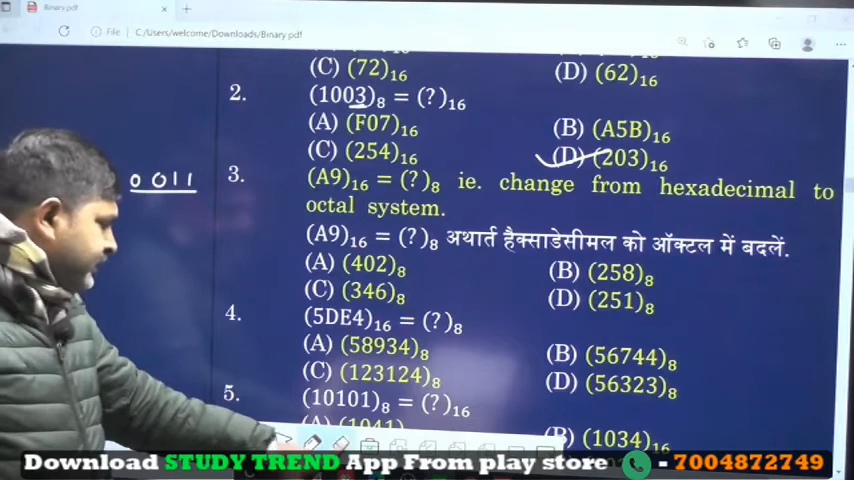 Binary.pdf
File | C:/Users/welcome/Downloads/Binary.pdf
(C) (72)₁₆ (D) (62)₁₆
2. (1003)₈ = (?)₁₆
(A) (F07)₁₆ (B) (A5B)₁₆
(C) (254)₁₆ (D) (203)₁₆
0 0 1 1
3. (A9)₁₆ = (?)₈ ie. change from hexadecimal to
octal system.
(A9)₁₆ = (?)₈ अथार्त हैक्साडेसीमल को ऑक्टल में बदलें.
(A) (402)₈ (B) (258)₈
(C) (346)₈ (D) (251)₈
4. (5DE4)₁₆ = (?)₈
(A) (58934)₈ (B) (56744)₈
(C) (123124)₈ (D) (56323)₈
5. (10101)₈ = (?)₁₆
(A) (1041) (B) (1034)₁₆
Download STUDY TREND App From play store - 7004872749